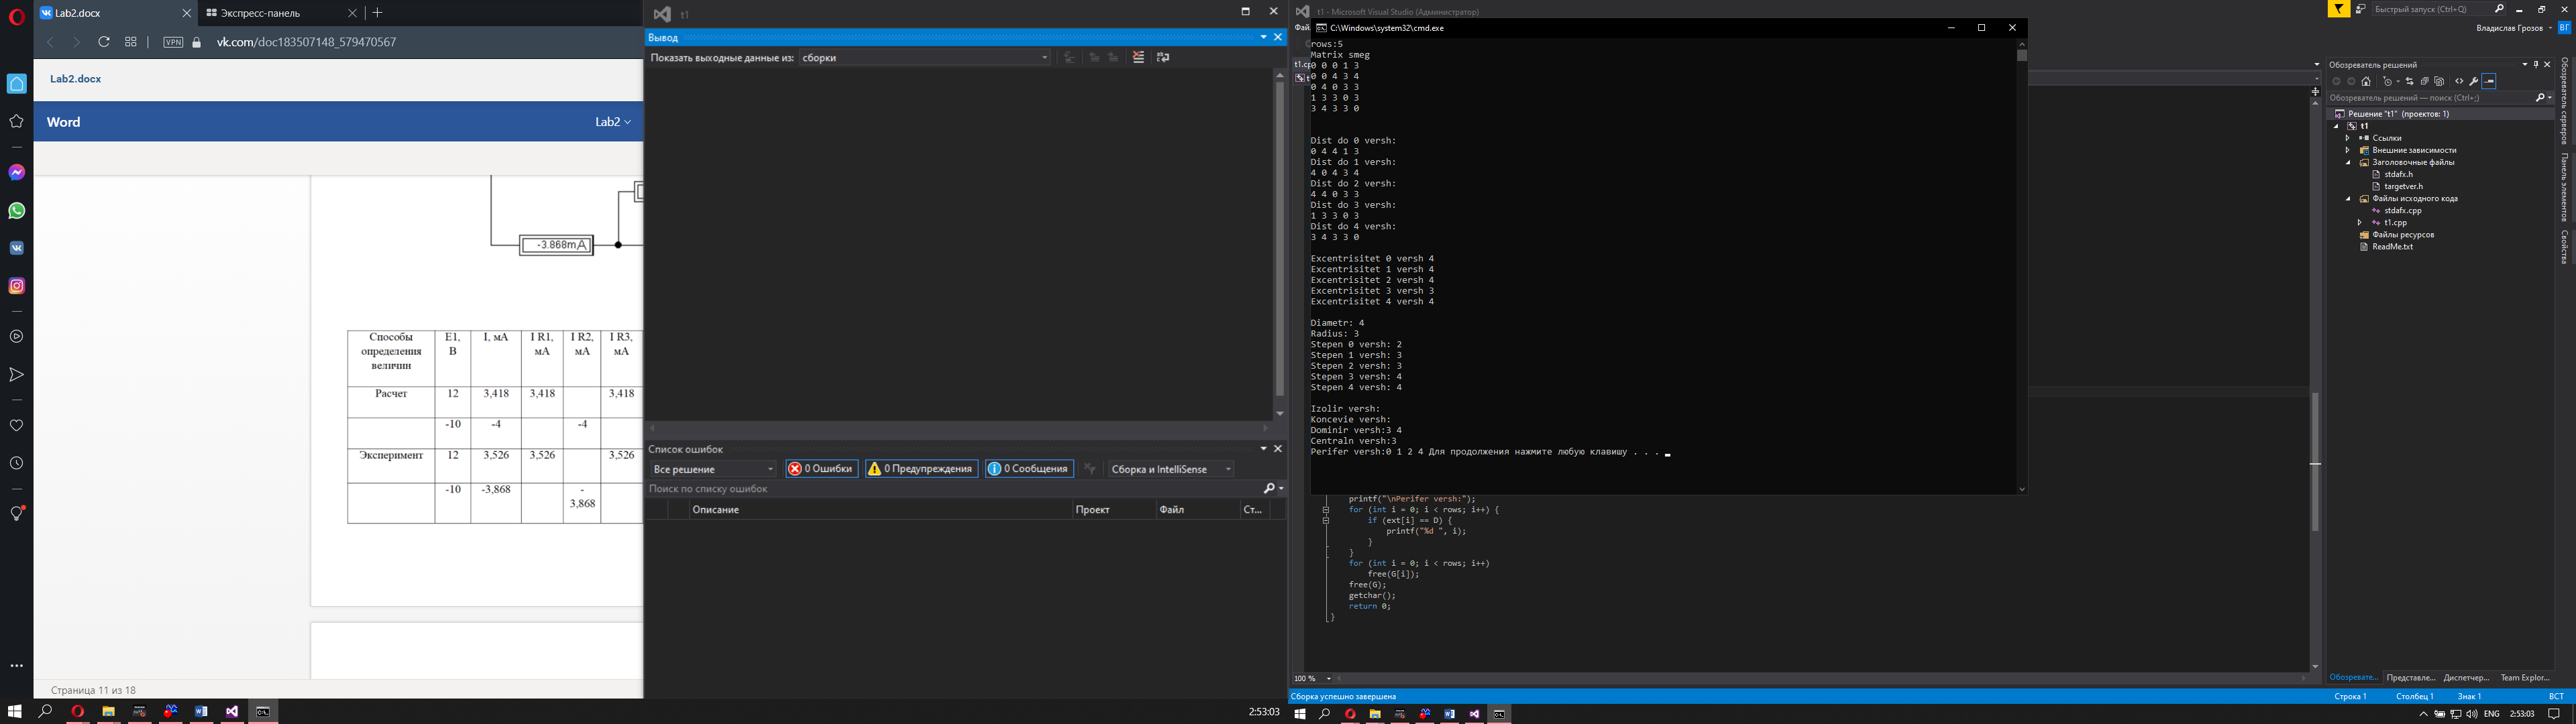 Lab2.docx
Экспресс-панель
VPN
vk.com/doc183507148_579470567
Lab2.docx
Word
Lab2
-3.868mA
Способы определения величин
E1, В
I, мА
I R1, мА
I R2, мА
I R3, мА
Расчет 12 3,418 3,418 3,418
-10 -4 -4
Эксперимент 12 3,526 3,526 3,526
-10 -3,868 -3,868
Страница 11 из 18
t1
Вывод
Показать выходные данные из: сборки
Список ошибок
Все решение
0 Ошибки
0 Предупреждения
0 Сообщения
Сборка и IntelliSense
Поиск по списку ошибок
Описание
Проект
Файл
Ст...
2:53:03
t1 - Microsoft Visual Studio (Администратор)
Быстрый запуск (Ctrl+Q)
Владислав Грозов
ВГ
C:\Windows\system32\cmd.exe
rows:5
Matrix smeg
0 0 0 1 3
0 0 4 3 4
0 4 0 3 3
1 3 3 0 3
3 4 3 3 0
Dist do 0 versh:
0 4 4 1 3
Dist do 1 versh:
4 0 4 3 4
Dist do 2 versh:
4 4 0 3 3
Dist do 3 versh:
1 3 3 0 3
Dist do 4 versh:
3 4 3 3 0
Excentrisitet 0 versh 4
Excentrisitet 1 versh 4
Excentrisitet 2 versh 4
Excentrisitet 3 versh 3
Excentrisitet 4 versh 4
Diametr: 4
Radius: 3
Stepen 0 versh: 2
Stepen 1 versh: 3
Stepen 2 versh: 3
Stepen 3 versh: 4
Stepen 4 versh: 4
Izolir versh:
Koncevie versh:
Dominir versh:3 4
Centraln versh:3
Perifer versh:0 1 2 4 Для продолжения нажмите любую клавишу . . .
printf("\nPerifer versh:");
for (int i = 0; i < rows; i++) {
if (ext[i] == D) {
printf("%d ", i);
}
}
for (int i = 0; i < rows; i++)
free(G[i]);
free(G);
getchar();
return 0;
}
100 %
Сборка успешно завершена
Строка 1
Столбец 1
Знак 1
ВСТ
Обозреватель решений
Обозреватель решений — поиск (Ctrl+;)
Решение "t1" (проектов: 1)
t1
Ссылки
Внешние зависимости
Заголовочные файлы
stdafx.h
targetver.h
Файлы исходного кода
stdafx.cpp
t1.cpp
Файлы ресурсов
ReadMe.txt
Обозревате...
Представле...
Диспетчер...
Team Explor...
Обозреватель серверов
Панель элементов
Свойства
ENG
2:53:03